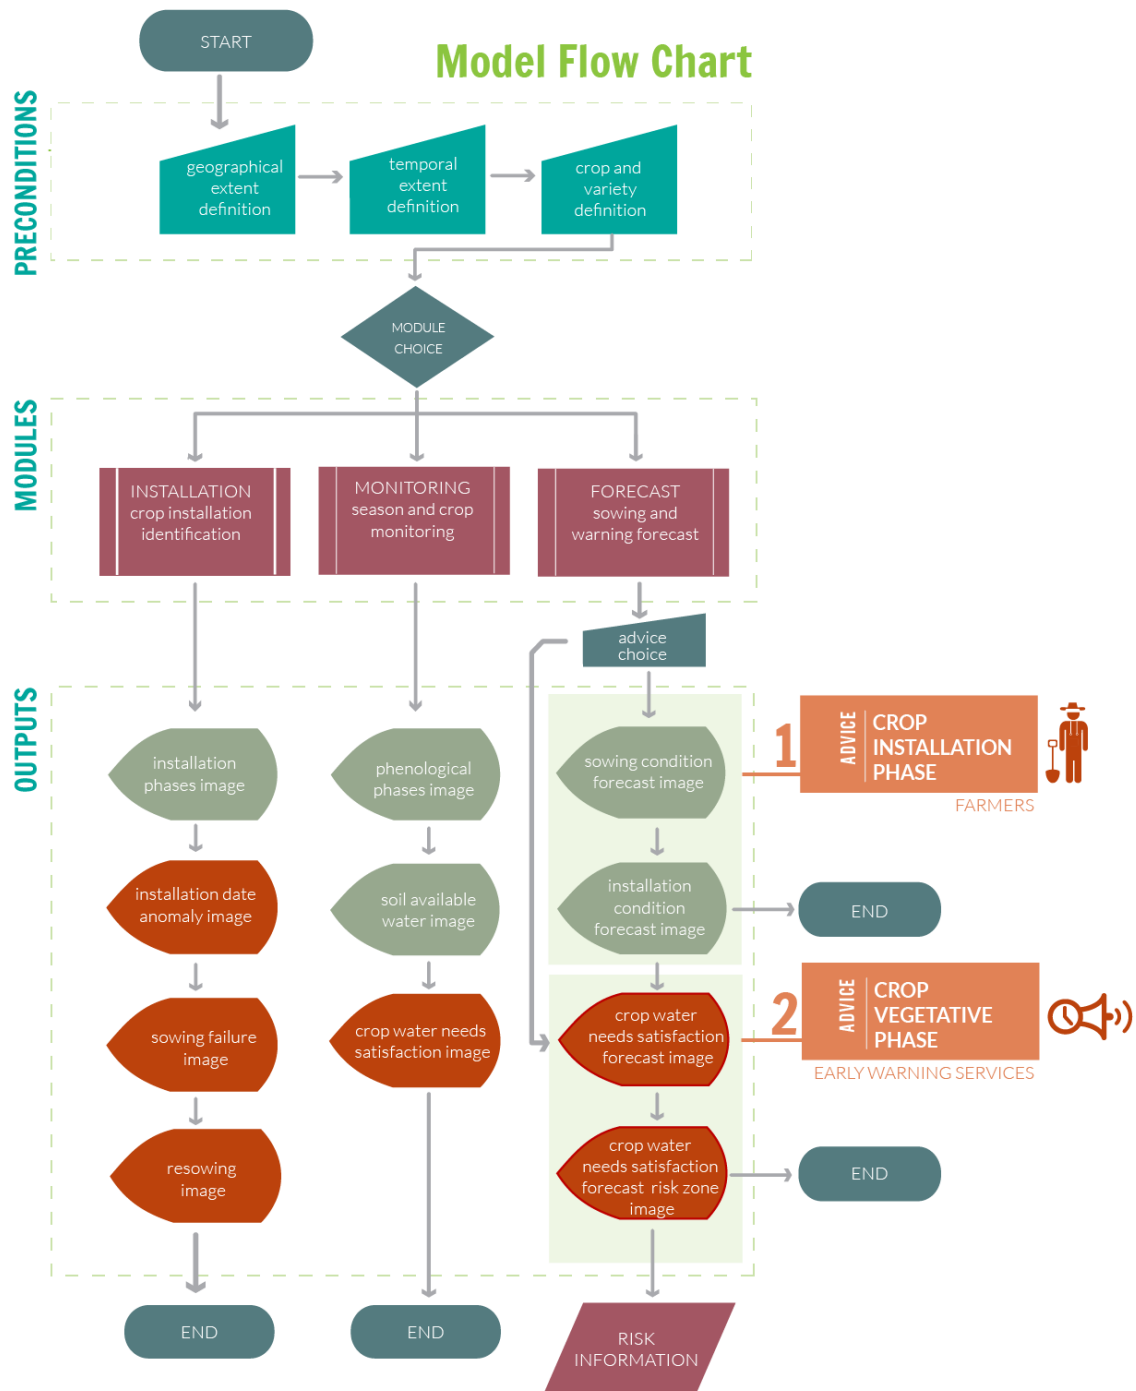 START
Model Flow Chart
PRECONDITIONS
geographical
extent
definition
temporal
extent
definition
crop and
variety
definition
MODULE
CHOICE
MODULES
INSTALLATION
crop installation
identification
MONITORING
season and crop
monitoring
FORECAST
sowing and
warning forecast
advice
choice
OUTPUTS
installation
phases image
phenological
phases image
sowing condition
forecast image
1
ADVICE
CROP
INSTALLATION
PHASE
FARMERS
installation date
anomaly image
soil available
water image
installation
condition
forecast image
END
sowing failure
image
crop water needs
satisfaction image
crop water
needs satisfaction
forecast image
2
ADVICE
CROP
VEGETATIVE
PHASE
EARLY WARNING SERVICES
resowing
image
crop water
needs satisfaction
forecast risk zone
image
END
END
END
RISK
INFORMATION